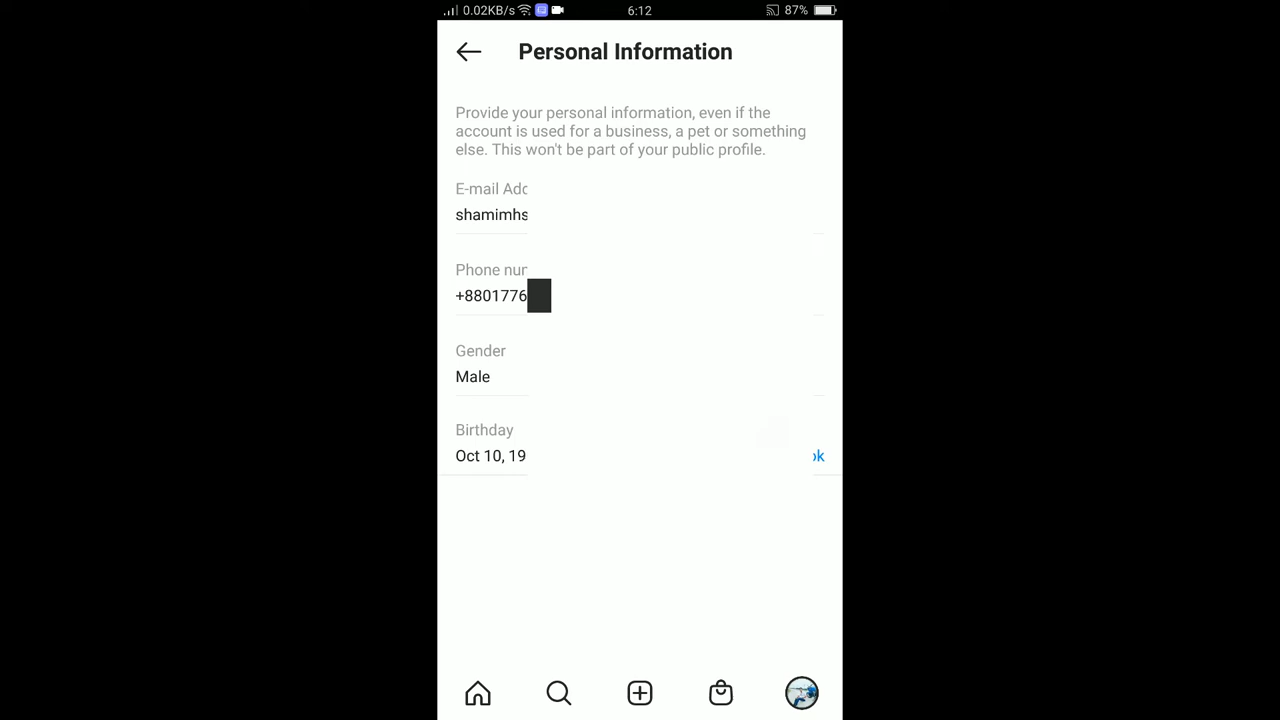 0.02KB/s 6:12 87%
Personal Information
Provide your personal information, even if the
account is used for a business, a pet or something
else. This won't be part of your public profile.
E-mail Add
shamimhs
Phone nur
+8801776
Gender
Male
Birthday
Oct 10, 19
ok